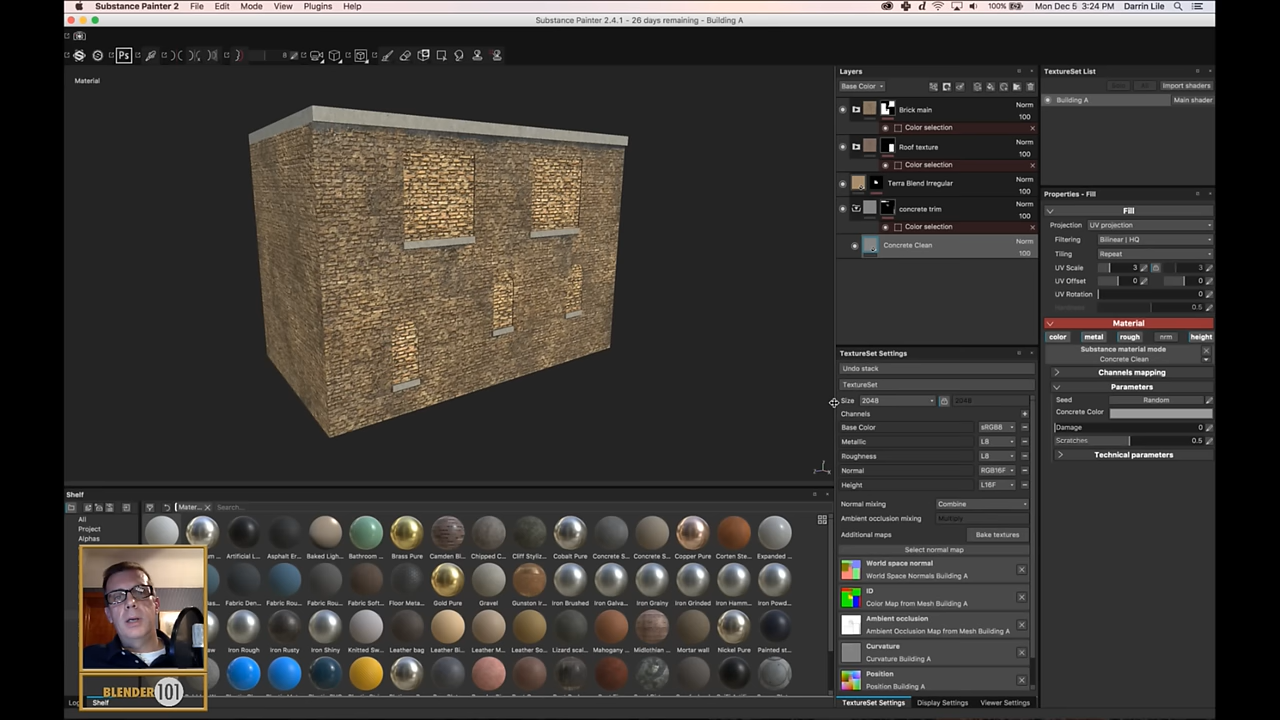 Substance Painter 2 File Edit Mode Menu Plugins Help 100% Mon Dec 5 3:24 PM Darrin Lile
Substance Painter 2.4.1 - 26 days remaining - Building A
Ps
8
Material
Layers
Base Color
Brick main Norm 100
Color selection
Roof texture Norm 100
Color selection
Terra Blend Irregular Norm 100
concrete trim Norm 100
Color selection
Concrete Clean Norm 100
TextureSet Settings
Undo stack
TextureSet
Size 2048 2048
Channels
Base Color sRGB8
Metallic L8
Roughness L8
Normal RGB16F
Height L16F
Normal mixing Combine
Ambient occlusion mixing Multiply
Additional maps Bake textures
Select normal map
World space normal
World Space Normals Building A
ID
Color Map from Mesh Building A
Ambient occlusion
Ambient Occlusion Map from Mesh Building A
Curvature
Curvature Building A
Position
Position Building A
TextureSet Settings Display Settings Viewer Settings
TextureSet List
Import shaders
Building A Main shader
Properties - Fill
Fill
Projection UV projection
Filtering Bilinear | HQ
Tiling Repeat
UV Scale 3 3
UV Offset 0 0
UV Rotation 0
0.5
Material
color metal rough nrm height
Substance material mode
Concrete Clean
Channels mapping
Parameters
Seed Random
Concrete Color
Damage 0
Scratches 0.5
Technical parameters
Shelf
Mater... Search...
All
Project
Alphas
Artificial L... Asphalt Er... Baked Ligh... Bathroom ... Brass Pure Camden Bl... Chipped C... Cliff Styliz... Cobalt Pure Concrete S... Concrete S... Copper Pure Corten Ste... Expanded ...
Fabric Den... Fabric Rou... Fabric Rou... Fabric Soft... Floor Meta... Gold Pure Gravel Gunston Ir... Iron Brushed Iron Galva... Iron Grainy Iron Grinded Iron Hamm... Iron Powd...
Iron Rough Iron Rusty Iron Shiny Knitted Sw... Leather bag Leather Bi... Leather Bi... Leather So... Lizard scal... Mahogany ... Midlothian ... Mortar wall Nickel Pure Painted st...
BLENDER 101
Shelf